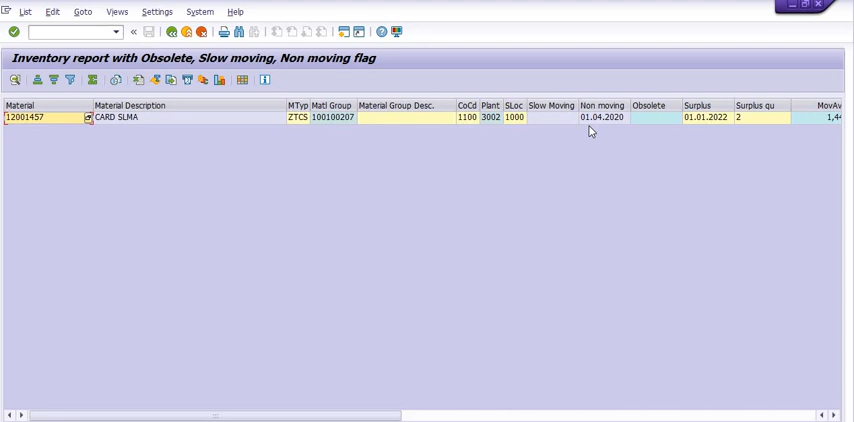 List Edit Goto Views Settings System Help
Inventory report with Obsolete, Slow moving, Non moving flag
Material Material Description MTyp Matl Group Material Group Desc. CoCd Plant SLoc Slow Moving Non moving Obsolete Surplus Surplus qu MovAv
12001457 CARD SLMA ZTCS 100100207 1100 3002 1000 01.04.2020 01.01.2022 2 1,44